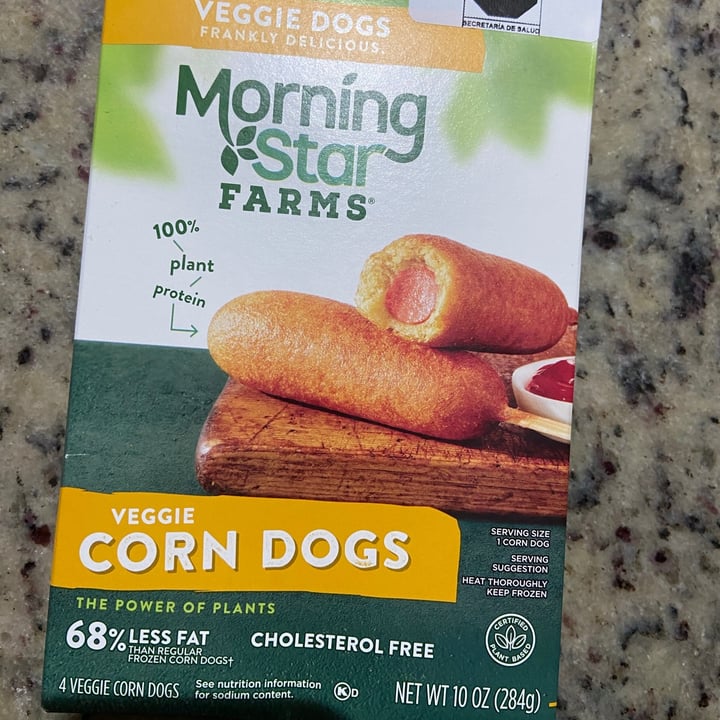 VEGGIE DOGS
FRANKLY DELICIOUS.
SECRETARÍA DE SALUD
Morning
Star
FARMS®
100%
plant
protein
VEGGIE
CORN DOGS
SERVING SIZE
1 CORN DOG
SERVING
SUGGESTION
HEAT THOROUGHLY
KEEP FROZEN
THE POWER OF PLANTS
68% LESS FAT
THAN REGULAR
FROZEN CORN DOGS†
CHOLESTEROL FREE
CERTIFIED
PLANT BASED
4 VEGGIE CORN DOGS
See nutrition information
for sodium content.
K D
NET WT 10 OZ (284g)